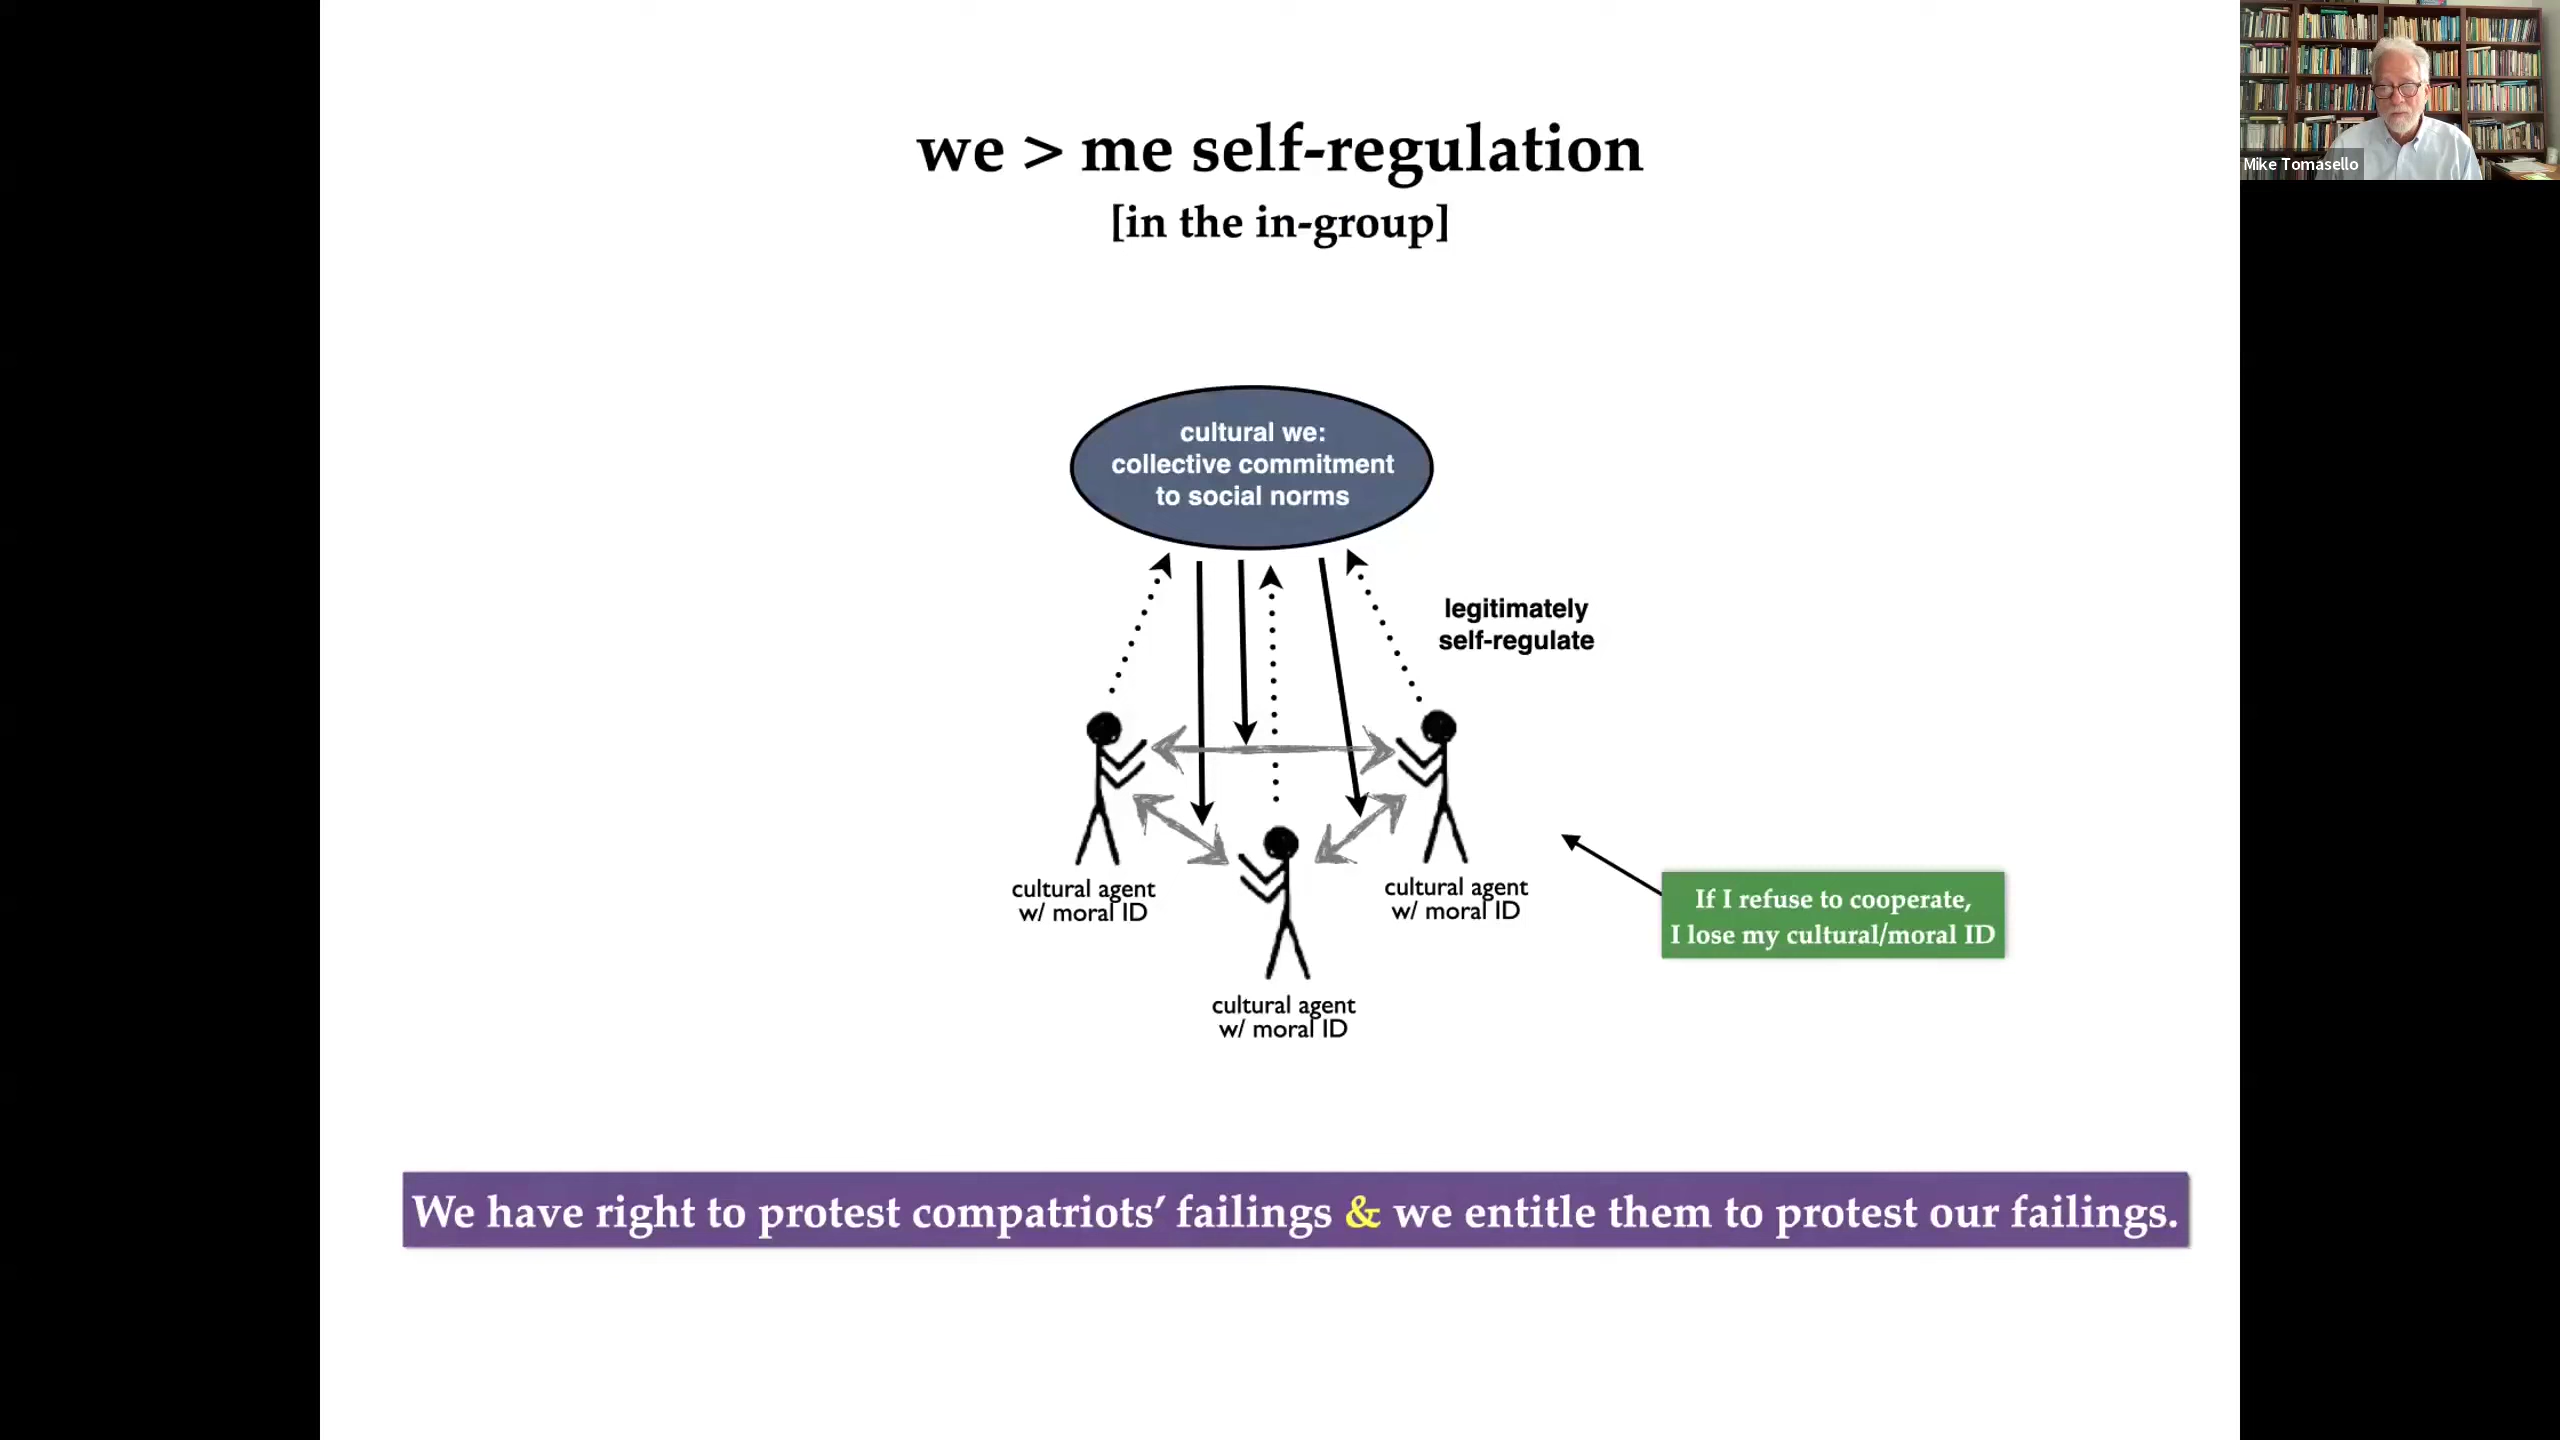 we > me self-regulation
[in the in-group]
Mike Tomasello
cultural we:
collective commitment
to social norms
legitimately
self-regulate
cultural agent
w/ moral ID
cultural agent
w/ moral ID
cultural agent
w/ moral ID
If I refuse to cooperate,
I lose my cultural/moral ID
We have right to protest compatriots’ failings & we entitle them to protest our failings.